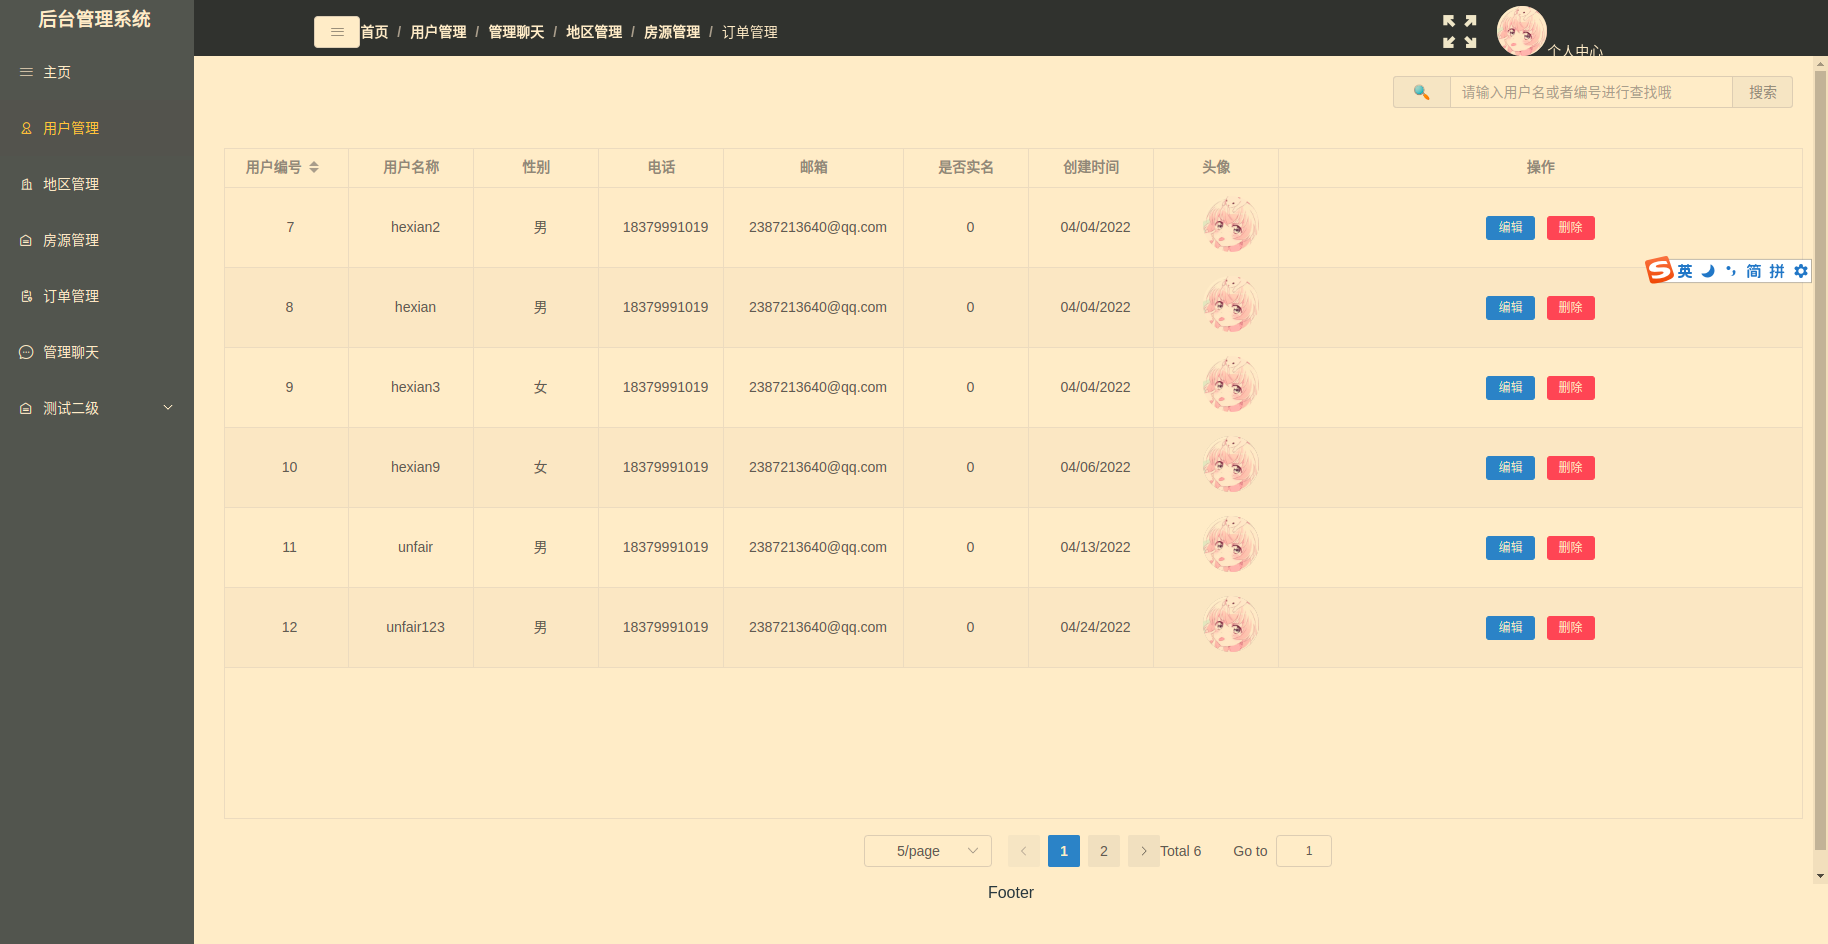 后台管理系统
主页
用户管理
地区管理
房源管理
订单管理
管理聊天
测试二级
首页 / 用户管理 / 管理聊天 / 地区管理 / 房源管理 / 订单管理
个人中心
请输入用户名或者编号进行查找哦 搜索
用户编号 用户名称 性别 电话 邮箱 是否实名 创建时间 头像 操作
7 hexian2 男 18379991019 2387213640@qq.com 0 04/04/2022 编辑 删除
英 简 拼
8 hexian 男 18379991019 2387213640@qq.com 0 04/04/2022 编辑 删除
9 hexian3 女 18379991019 2387213640@qq.com 0 04/04/2022 编辑 删除
10 hexian9 女 18379991019 2387213640@qq.com 0 04/06/2022 编辑 删除
11 unfair 男 18379991019 2387213640@qq.com 0 04/13/2022 编辑 删除
12 unfair123 男 18379991019 2387213640@qq.com 0 04/24/2022 编辑 删除
5/page 1 2 Total 6 Go to 1
Footer